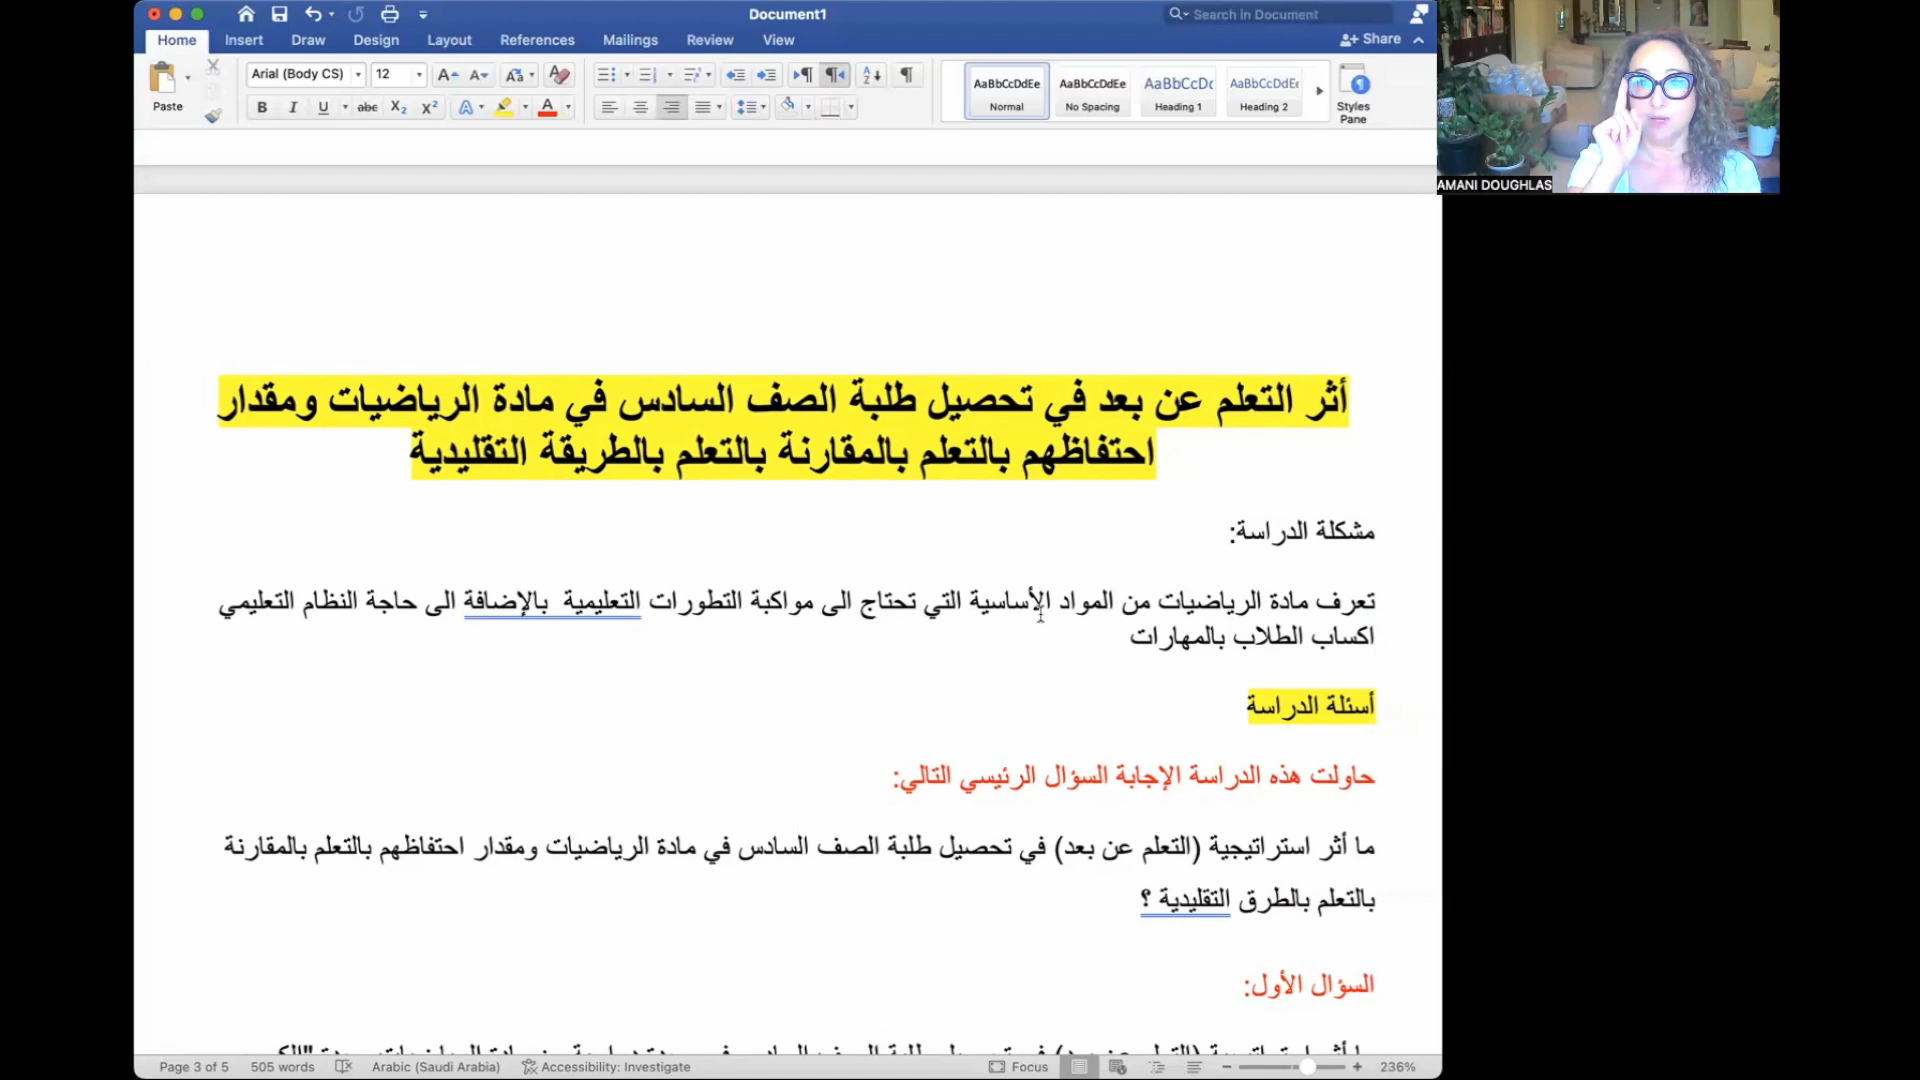 Document1
Search in Document
Home Insert Draw Design Layout References Mailings Review View
Share
Paste
Arial (Body CS) 12
AaBbCcDdEe AaBbCcDdEe AaBbCcDc AaBbCcDdEe
Normal No Spacing Heading 1 Heading 2
Styles Pane
AMANI DOUGHLAS
أثر التعلم عن بعد في تحصيل طلبة الصف السادس في مادة الرياضيات ومقدار
احتفاظهم بالتعلم بالمقارنة بالتعلم بالطريقة التقليدية
مشكلة الدراسة:
تعرف مادة الرياضيات من المواد الأساسية التي تحتاج الى مواكبة التطورات التعليمية بالإضافة الى حاجة النظام التعليمي
اكساب الطلاب بالمهارات
أسئلة الدراسة
حاولت هذه الدراسة الإجابة السؤال الرئيسي التالي:
ما أثر استراتيجية (التعلم عن بعد) في تحصيل طلبة الصف السادس في مادة الرياضيات ومقدار احتفاظهم بالتعلم بالمقارنة
بالتعلم بالطرق التقليدية ؟
السؤال الأول:
Page 3 of 5 505 words Arabic (Saudi Arabia) Accessibility: Investigate Focus 236%